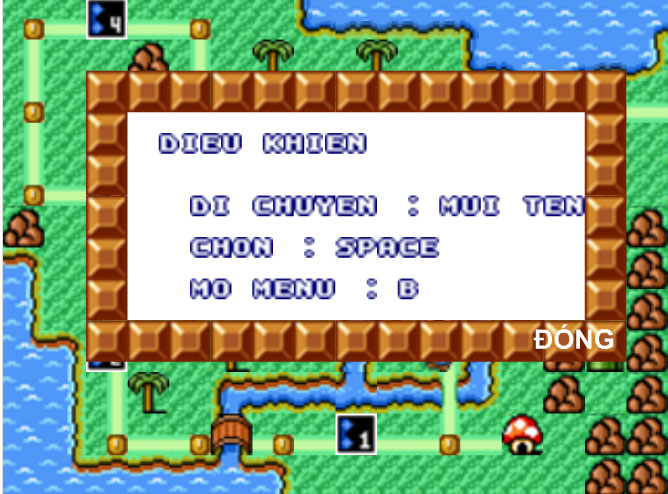 4
DIEU KHIEN
DI CHUYEN : MUI TEN
CHON : SPACE
MO MENU : B
ĐÓNG
1